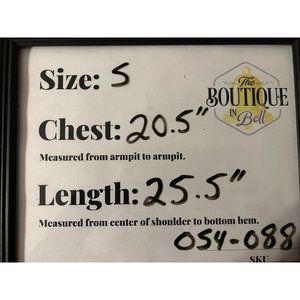 Size: S
The
BOUTIQUE
IN
Bell
Chest: 20.5"
Measured from armpit to armpit.
Length: 25.5"
Measured from center of shoulder to bottom hem.
054-088
SKU